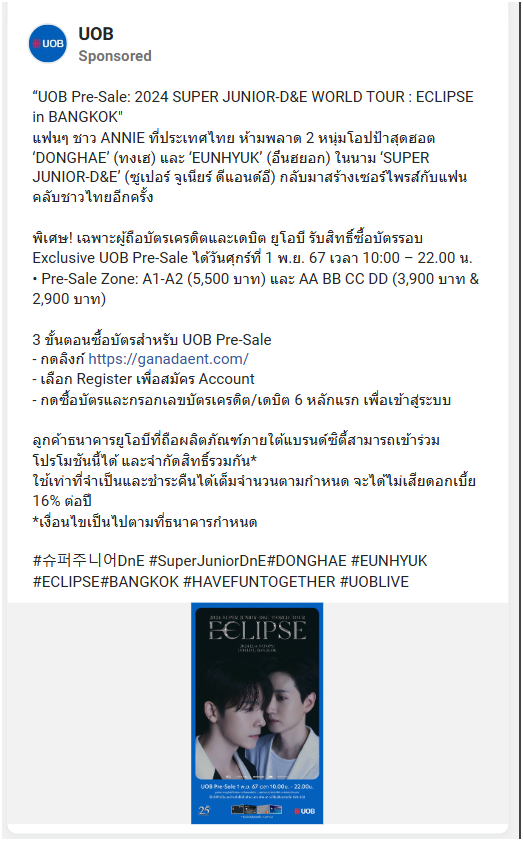 UOB
UOB
Sponsored
“UOB Pre-Sale: 2024 SUPER JUNIOR-D&E WORLD TOUR : ECLIPSE
in BANGKOK"
แฟนๆ ชาว ANNIE ที่ประเทศไทย ห้ามพลาด 2 หนุ่มโอปป้าสุดฮอต
‘DONGHAE’ (ทงเฮ) และ ‘EUNHYUK’ (อึนฮยอก) ในนาม ‘SUPER
JUNIOR-D&E’ (ซูเปอร์ จูเนียร์ ดีแอนด์อี) กลับมาสร้างเซอร์ไพรส์กับแฟน
คลับชาวไทยอีกครั้ง
พิเศษ! เฉพาะผู้ถือบัตรเครดิตและเดบิต ยูโอบี รับสิทธิ์ซื้อบัตรรอบ
Exclusive UOB Pre-Sale ได้วันศุกร์ที่ 1 พ.ย. 67 เวลา 10:00 – 22.00 น.
• Pre-Sale Zone: A1-A2 (5,500 บาท) และ AA BB CC DD (3,900 บาท &
2,900 บาท)
3 ขั้นตอนซื้อบัตรสำหรับ UOB Pre-Sale
- กดลิงก์ https://ganadaent.com/
- เลือก Register เพื่อสมัคร Account
- กดซื้อบัตรและกรอกเลขบัตรเครดิต/เดบิต 6 หลักแรก เพื่อเข้าสู่ระบบ
ลูกค้าธนาคารยูโอบีที่ถือผลิตภัณฑ์ภายใต้แบรนด์ซิตี้สามารถเข้าร่วม
โปรโมชันนี้ได้ และจำกัดสิทธิ์รวมกัน*
ใช้เท่าที่จำเป็นและชำระคืนได้เต็มจำนวนตามกำหนด จะได้ไม่เสียดอกเบี้ย
16% ต่อปี
*เงื่อนไขเป็นไปตามที่ธนาคารกำหนด
#슈퍼주니어DnE #SuperJuniorDnE#DONGHAE #EUNHYUK
#ECLIPSE#BANGKOK #HAVEFUNTOGETHER #UOBLIVE
2024 SUPER JUNIOR-D&E WORLD TOUR
ECLIPSE
UOB Pre-Sale 1 พ.ย. 67 เวลา 10.00น. - 22.00น.
25
UOB